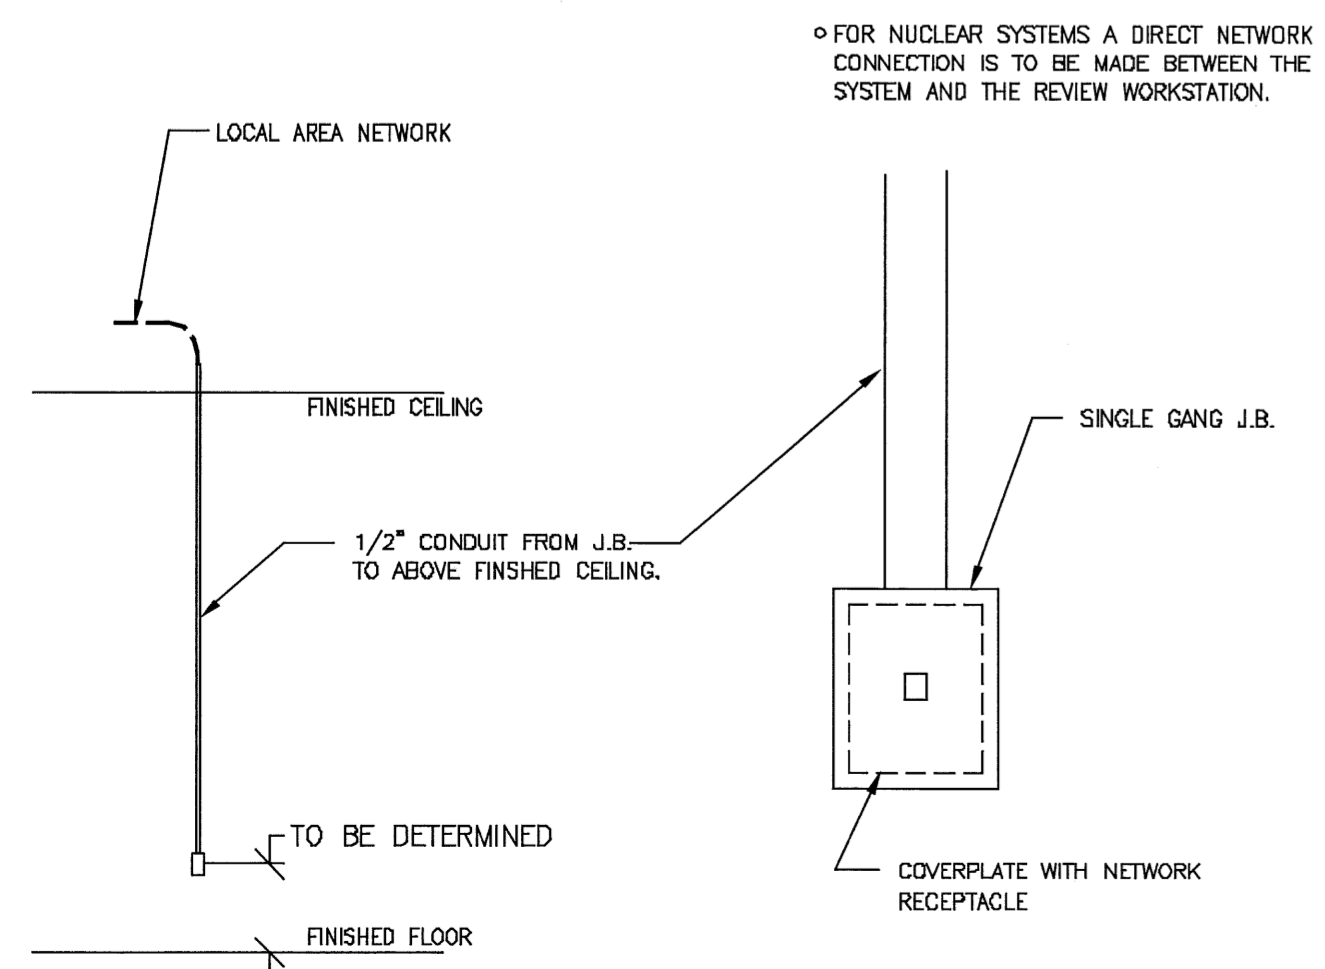 FOR NUCLEAR SYSTEMS A DIRECT NETWORK
CONNECTION IS TO BE MADE BETWEEN THE
SYSTEM AND THE REVIEW WORKSTATION.
LOCAL AREA NETWORK
FINISHED CEILING
SINGLE GANG J.B.
1/2" CONDUIT FROM J.B.
TO ABOVE FINSHED CEILING.
TO BE DETERMINED
COVERPLATE WITH NETWORK
RECEPTACLE
FINISHED FLOOR